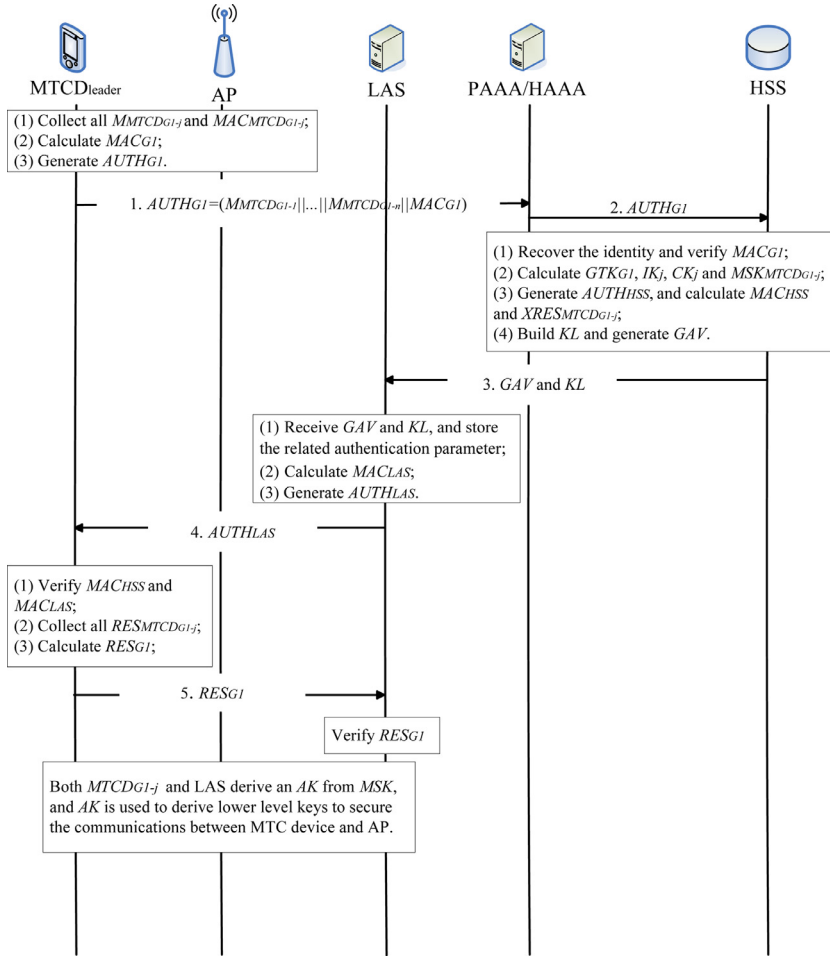 MTCDleader
AP
LAS
PAAA/HAAA
HSS
(1) Collect all MMTCDG1-j and MACMTCDG1-j;
(2) Calculate MACG1;
(3) Generate AUTHG1.
1. AUTHG1=(MMTCDG1-1||...||MMTCDG1-n||MACG1)
2. AUTHG1
(1) Recover the identity and verify MACG1;
(2) Calculate GTKG1, IKj, CKj and MSKMTCDG1-j;
(3) Generate AUTHHSS, and calculate MACHSS
and XRESMTCDG1-j;
(4) Build KL and generate GAV.
3. GAV and KL
(1) Receive GAV and KL, and store
the related authentication parameter;
(2) Calculate MACLAS;
(3) Generate AUTHLAS.
4. AUTHLAS
(1) Verify MACHSS and
MACLAS;
(2) Collect all RESMTCDG1-j;
(3) Calculate RESG1;
5. RESG1
Verify RESG1
Both MTCDG1-j and LAS derive an AK from MSK,
and AK is used to derive lower level keys to secure
the communications between MTC device and AP.